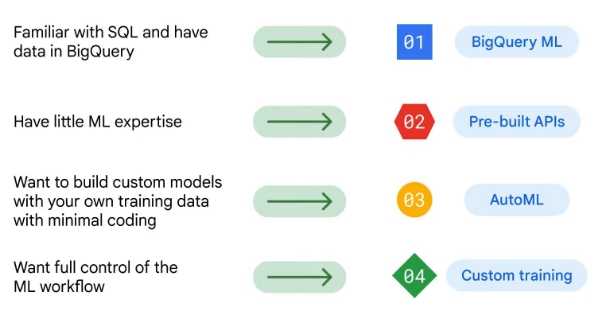 Familiar with SQL and have
data in BigQuery
01
BigQuery ML
Have little ML expertise
02
Pre-built APIs
Want to build custom models
with your own training data
with minimal coding
03
AutoML
Want full control of the
ML workflow
04
Custom training